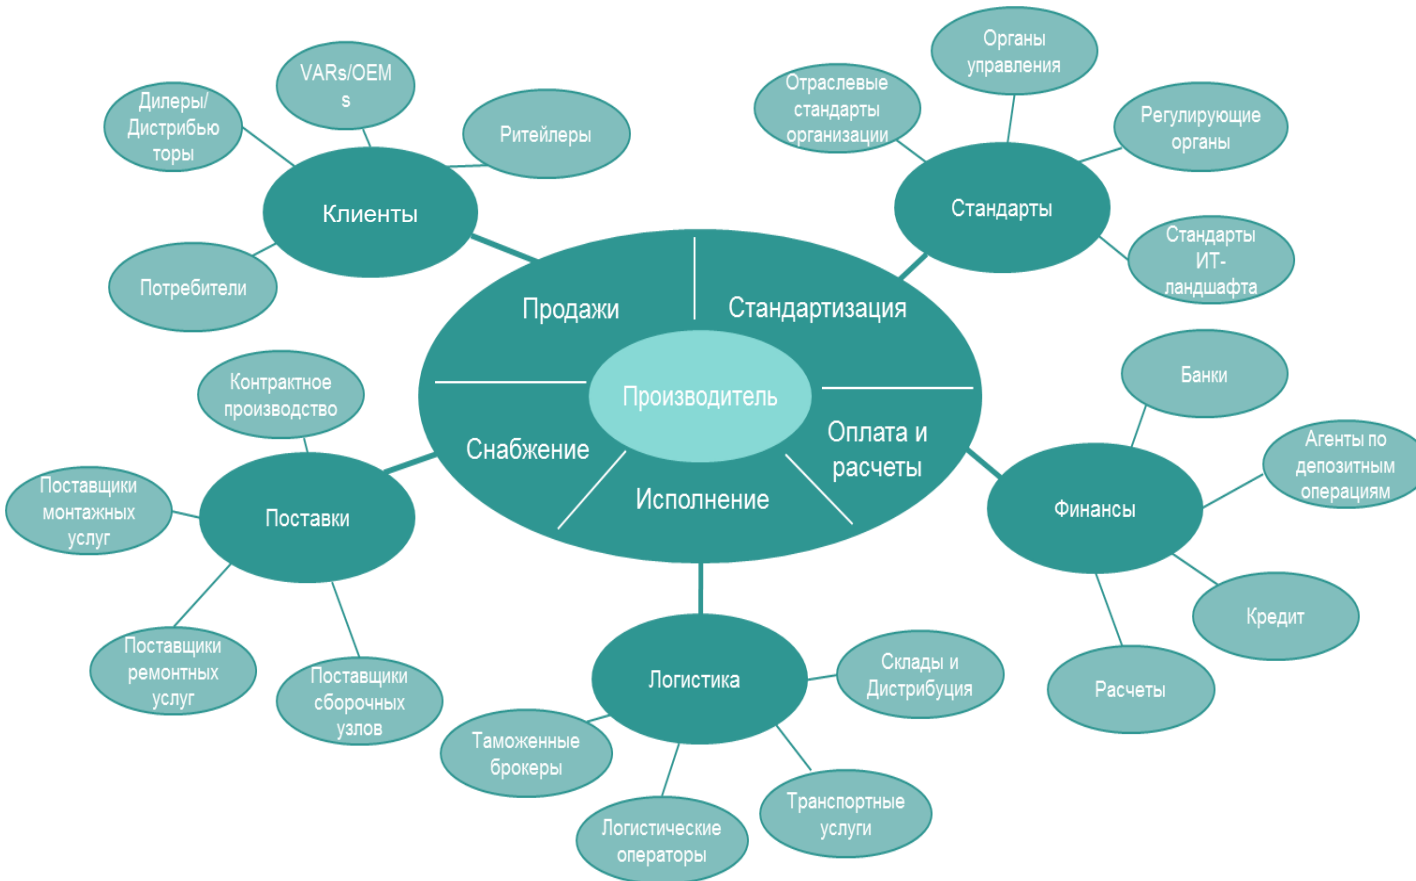 VARs/OEM
s
Дилеры/
Дистрибью
торы
Ритейлеры
Клиенты
Потребители
Органы
управления
Отраслевые
стандарты
организации
Регулирующие
органы
Стандарты
Стандарты
ИТ-
ландшафта
Продажи
Стандартизация
Производитель
Снабжение
Оплата и
расчеты
Исполнение
Контрактное
производство
Поставщики
монтажных
услуг
Поставки
Поставщики
ремонтных
услуг
Поставщики
сборочных
узлов
Банки
Агенты по
депозитным
операциям
Финансы
Кредит
Расчеты
Логистика
Склады и
Дистрибуция
Таможенные
брокеры
Логистические
операторы
Транспортные
услуги